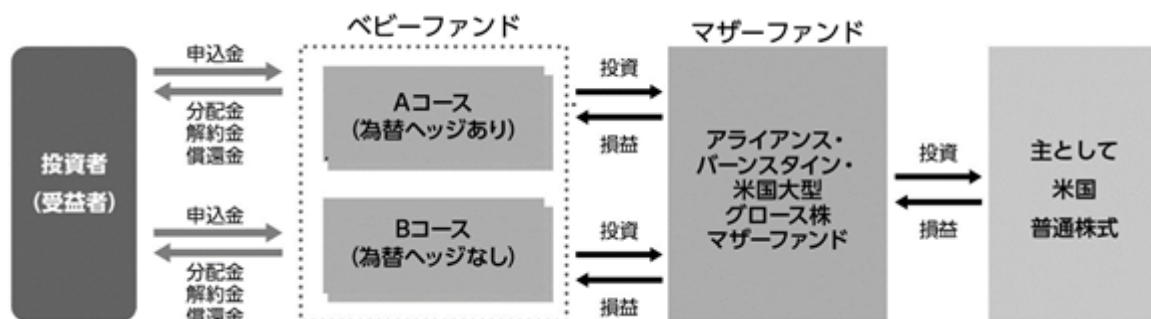 ベビーファンド
マザーファンド
投資者
(受益者)
申込金
分配金
解約金
償還金
申込金
分配金
解約金
償還金
Aコース
(為替ヘッジあり)
Bコース
(為替ヘッジなし)
投資
損益
投資
損益
アライアンス・
バーンスタイン・
米国大型
グロース株
マザーファンド
投資
損益
主として
米国
普通株式